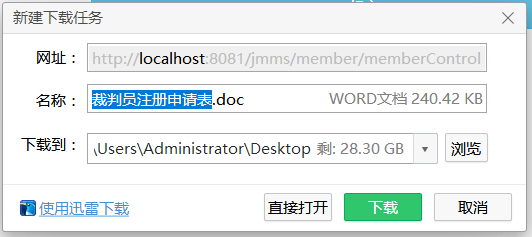 新建下载任务
网址： http://localhost:8081/jmms/member/memberControl
名称： 裁判员注册申请表.doc WORD文档 240.42 KB
下载到： \Users\Administrator\Desktop 剩: 28.30 GB 浏览
使用迅雷下载 直接打开 下载 取消